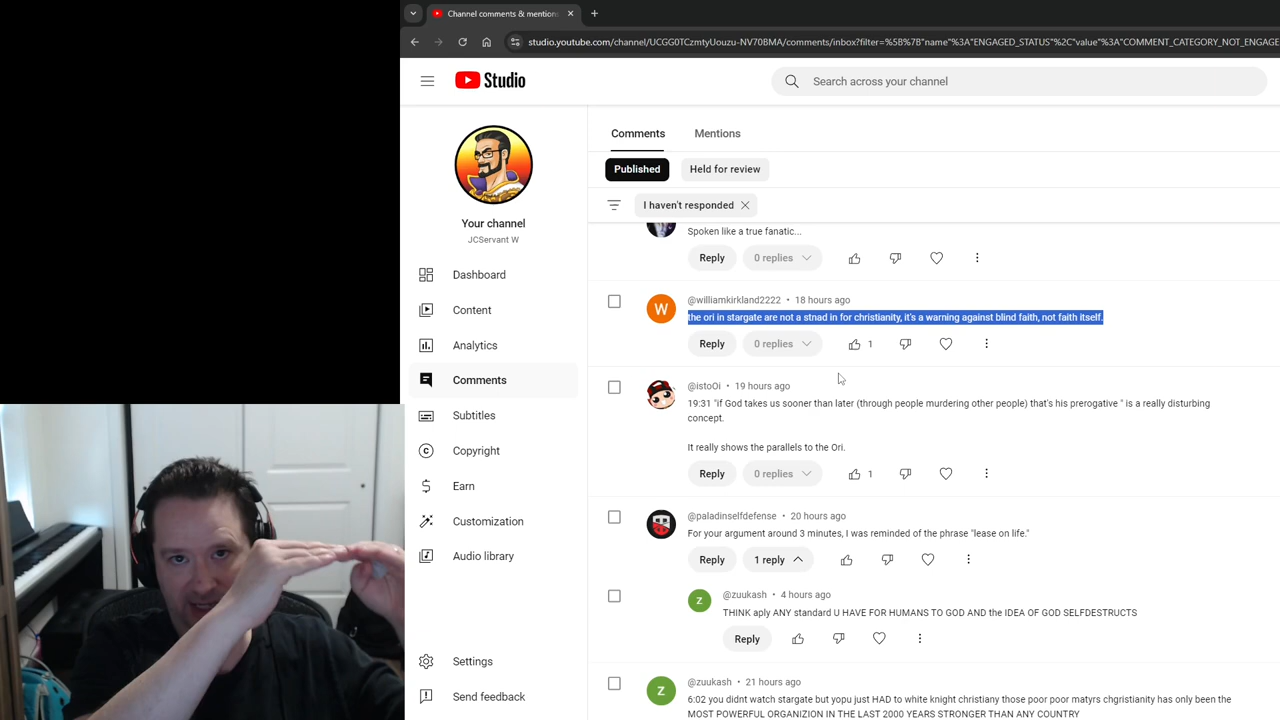 Channel comments & mention
studio.youtube.com/channel/UCGG0TCzmtyUouzu-NV70BMA/comments/inbox?filter=%5B%7B"name"%3A"ENGAGED_STATUS"%2C"value"%3A"COMMENT_CATEGORY_NOT_ENGAGE
Studio
Search across your channel
Your channel
JCServant W
Dashboard
Content
Analytics
Comments
Subtitles
Copyright
Earn
Customization
Audio library
Settings
Send feedback
Comments Mentions
Published Held for review
I haven't responded
Spoken like a true fanatic...
Reply 0 replies
W
@williamkirkland2222 • 18 hours ago
the ori in stargate are not a stnad in for christianity, it's a warning against blind faith, not faith itself.
Reply 0 replies 1
@istoOi • 19 hours ago
19:31 "if God takes us sooner than later (through people murdering other people) that's his prerogative " is a really disturbing
concept.
It really shows the parallels to the Ori.
Reply 0 replies 1
@paladinselfdefense • 20 hours ago
For your argument around 3 minutes, I was reminded of the phrase "lease on life."
Reply 1 reply
Z
@zuukash • 4 hours ago
THINK aply ANY standard U HAVE FOR HUMANS TO GOD AND the IDEA OF GOD SELFDESTRUCTS
Reply
Z
@zuukash • 21 hours ago
6:02 you didnt watch stargate but yopu just HAD to white knight christiany those poor poor matyrs chgristianity has only been the
MOST POWERFUL ORGANIZION IN THE LAST 2000 YEARS STRONGER THAN ANY COUNTRY